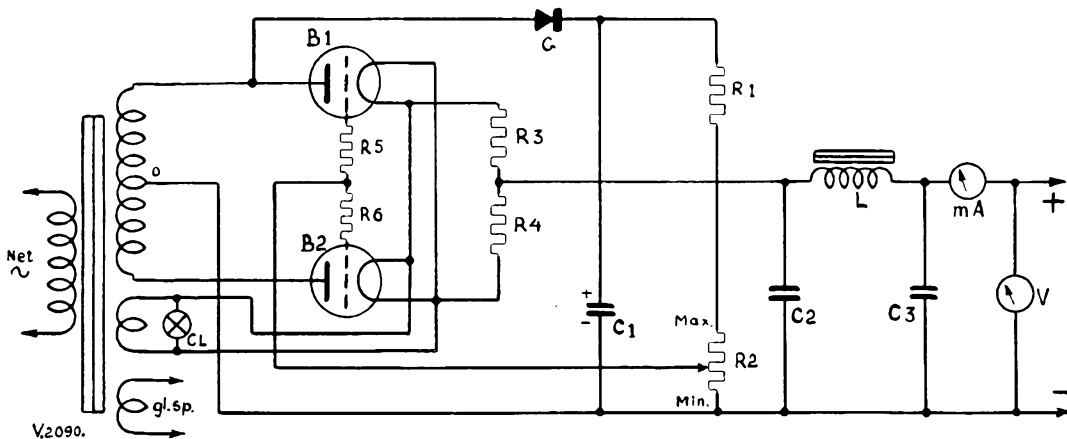 B1
G
R1
R5
R3
0
R6
R4
L
mA
+
Net
~
B2
+
-
C1
Max.
R2
Min.
C2
C3
V
CL
gl.sp.
-
V.2090.